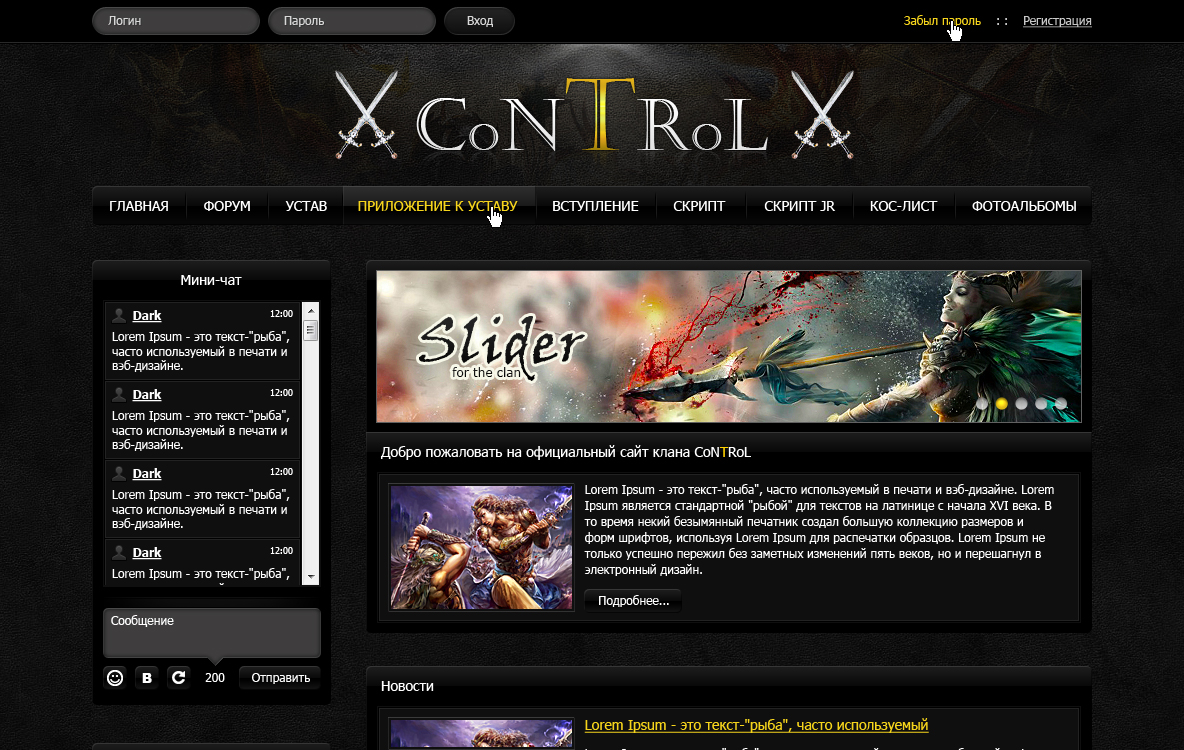 Логин
Пароль
Вход
Забыл пароль : : Регистрация
CoNTRoL
ГЛАВНАЯ ФОРУМ УСТАВ ПРИЛОЖЕНИЕ К УСТАВУ ВСТУПЛЕНИЕ СКРИПТ СКРИПТ JR КОС-ЛИСТ ФОТОАЛЬБОМЫ
Мини-чат
Dark 12:00
Lorem Ipsum - это текст-"рыба",
часто используемый в печати и
вэб-дизайне.
Dark 12:00
Lorem Ipsum - это текст-"рыба",
часто используемый в печати и
вэб-дизайне.
Dark 12:00
Lorem Ipsum - это текст-"рыба",
часто используемый в печати и
вэб-дизайне.
Dark 12:00
Lorem Ipsum - это текст-"рыба",
Сообщение
B 200 Отправить
Slider
for the clan
Добро пожаловать на официальный сайт клана CoNTRoL
Lorem Ipsum - это текст-"рыба", часто используемый в печати и вэб-дизайне. Lorem
Ipsum является стандартной "рыбой" для текстов на латинице с начала XVI века. В
то время некий безымянный печатник создал большую коллекцию размеров и
форм шрифтов, используя Lorem Ipsum для распечатки образцов. Lorem Ipsum не
только успешно пережил без заметных изменений пять веков, но и перешагнул в
электронный дизайн.
Подробнее...
Новости
Lorem Ipsum - это текст-"рыба", часто используемый